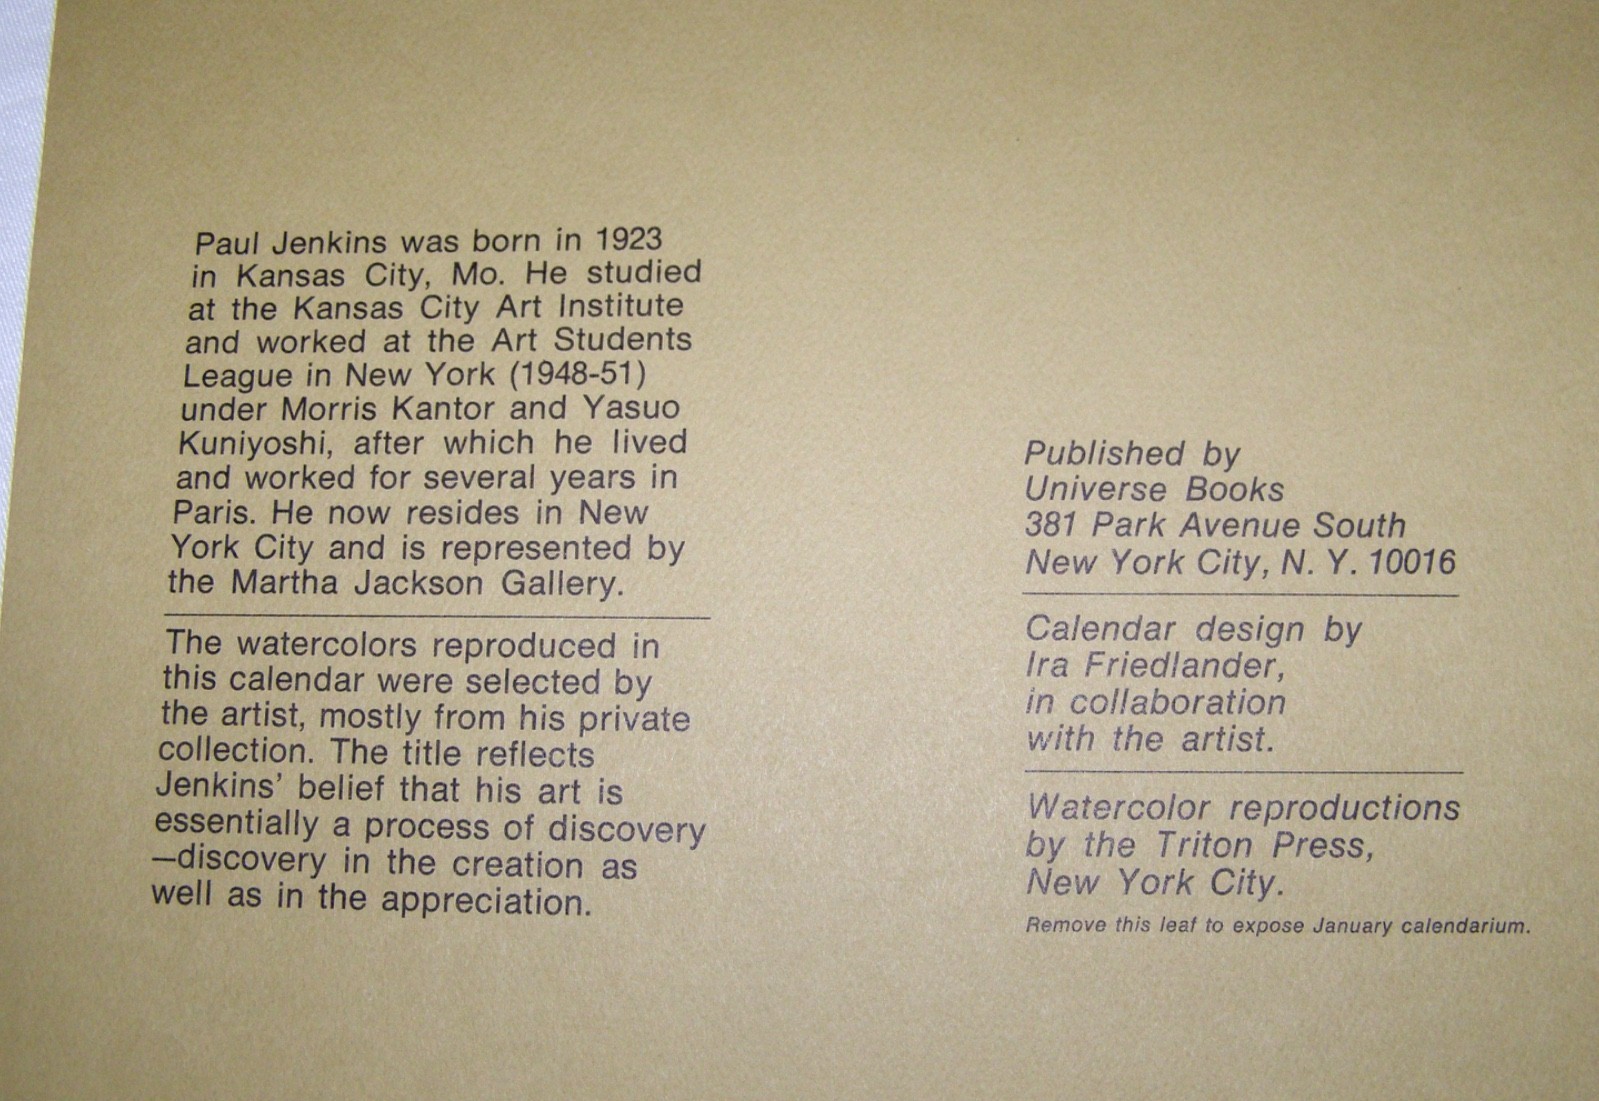 Paul Jenkins was born in 1923
in Kansas City, Mo. He studied
at the Kansas City Art Institute
and worked at the Art Students
League in New York (1948-51)
under Morris Kantor and Yasuo
Kuniyoshi, after which he lived
and worked for several years in
Paris. He now resides in New
York City and is represented by
the Martha Jackson Gallery.
The watercolors reproduced in
this calendar were selected by
the artist, mostly from his private
collection. The title reflects
Jenkins’ belief that his art is
essentially a process of discovery
—discovery in the creation as
well as in the appreciation.
Published by
Universe Books
381 Park Avenue South
New York City, N. Y. 10016
Calendar design by
Ira Friedlander,
in collaboration
with the artist.
Watercolor reproductions
by the Triton Press,
New York City.
Remove this leaf to expose January calendarium.